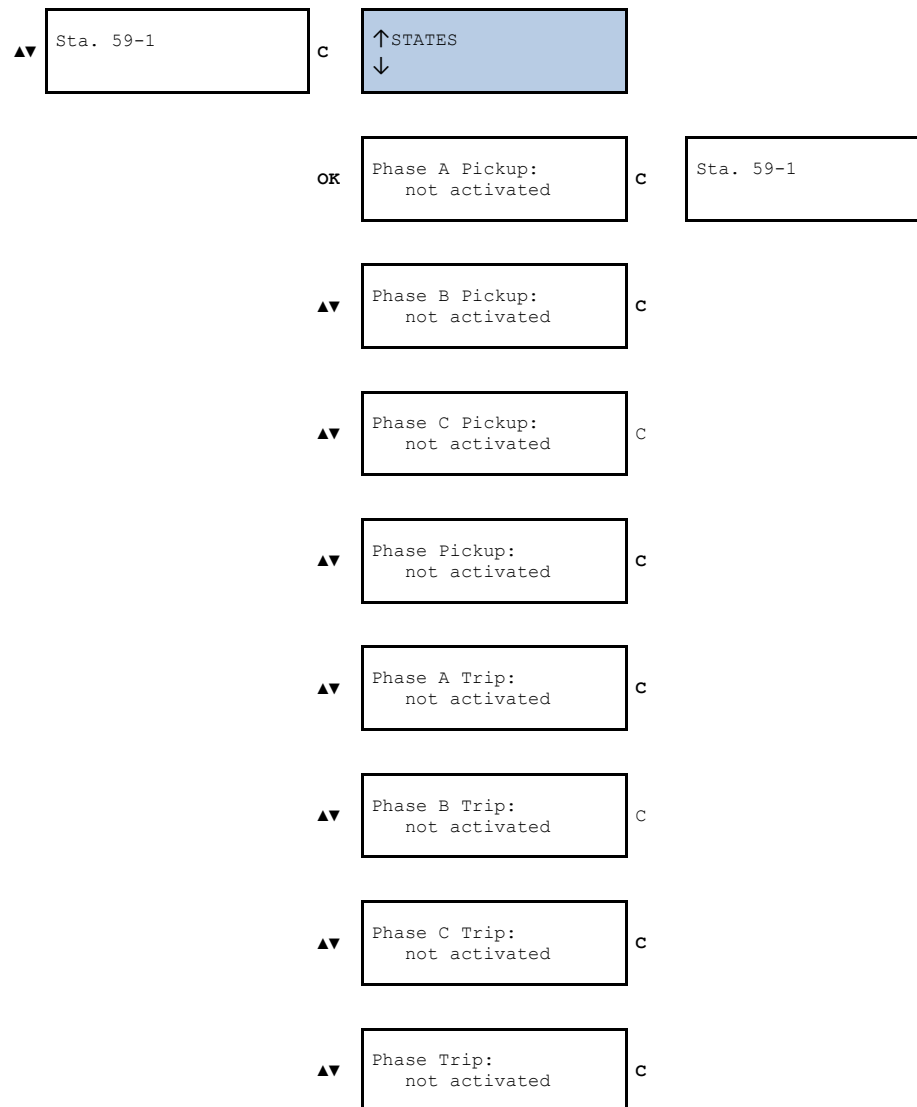 ▲▼ Sta. 59-1 C ↑STATES
↓
OK Phase A Pickup: C Sta. 59-1
not activated
▲▼ Phase B Pickup: C
not activated
▲▼ Phase C Pickup: C
not activated
▲▼ Phase Pickup: C
not activated
▲▼ Phase A Trip: C
not activated
▲▼ Phase B Trip: C
not activated
▲▼ Phase C Trip: C
not activated
▲▼ Phase Trip: C
not activated